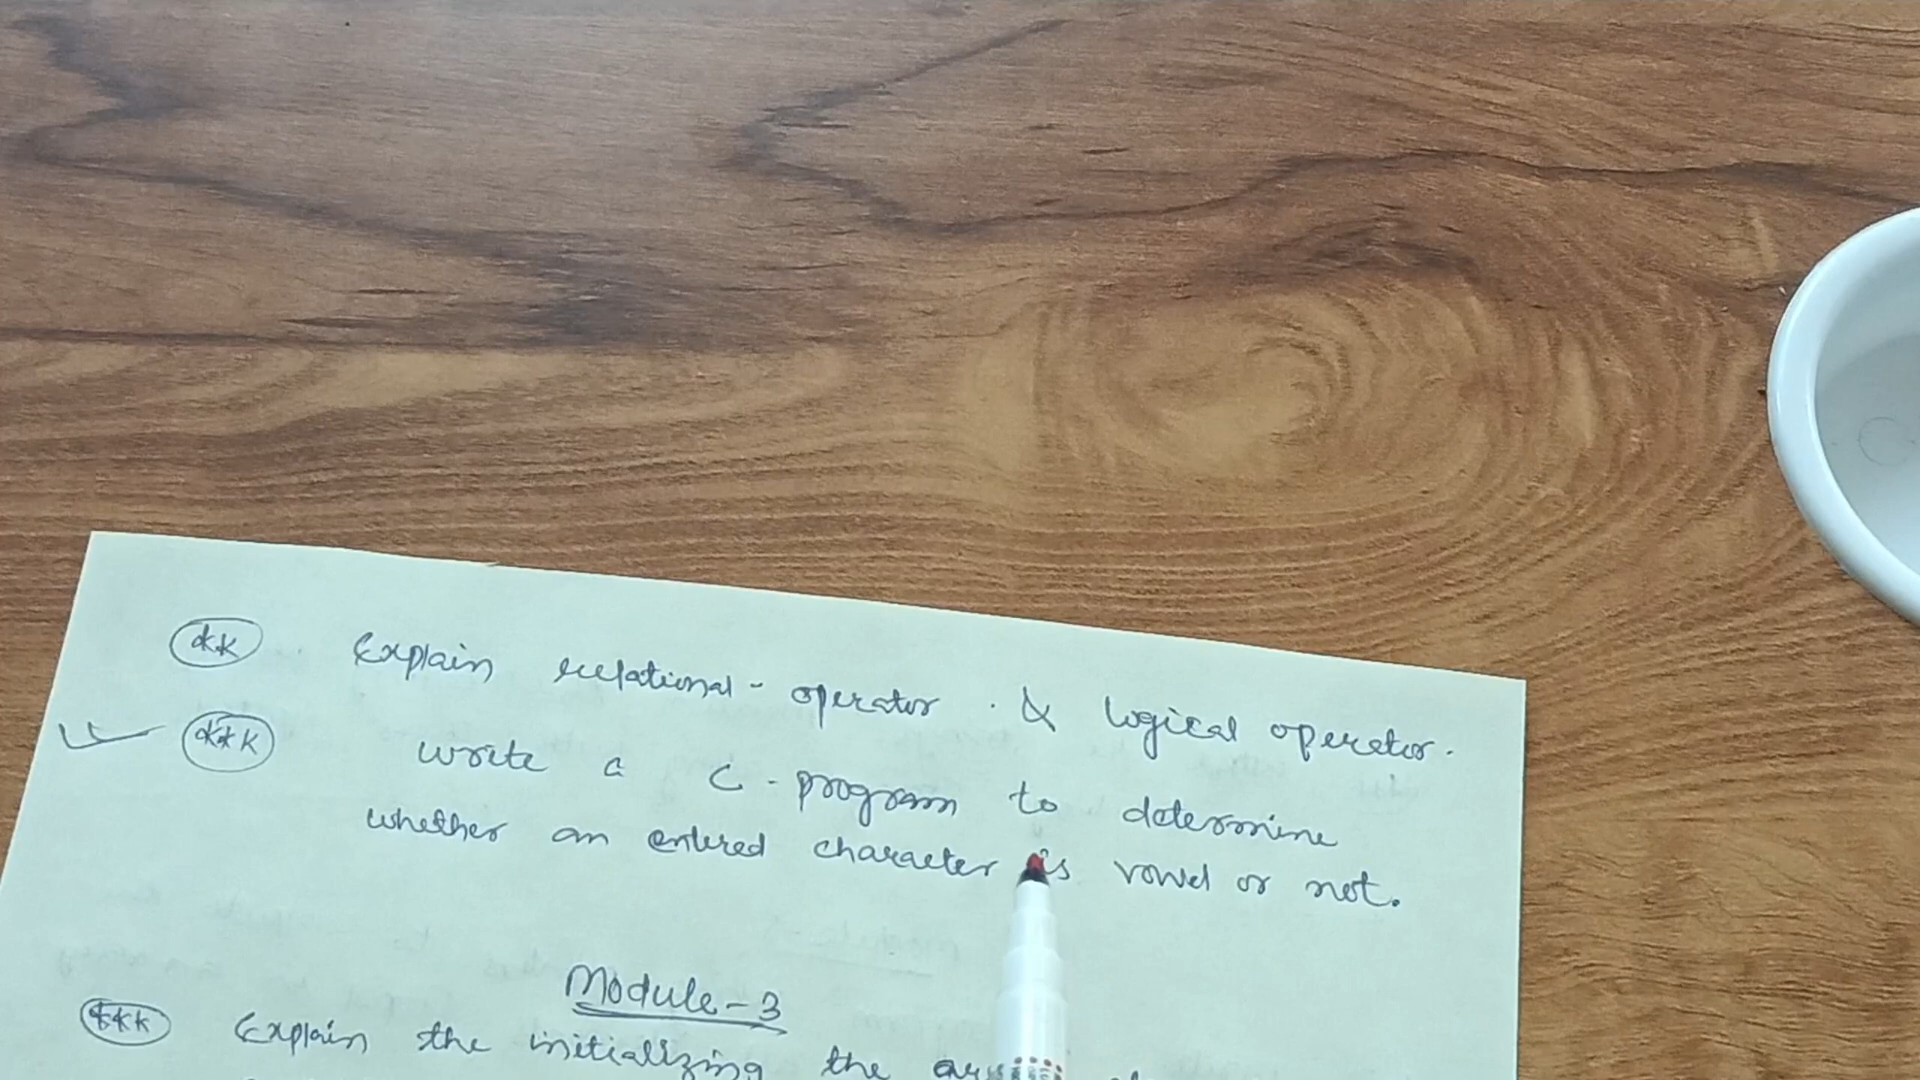 ** Explain relational - operator. & logical operator.
*** write a C - program to determine
whether an entered character is vowel or not.
Module-3
*** Explain the initializing the